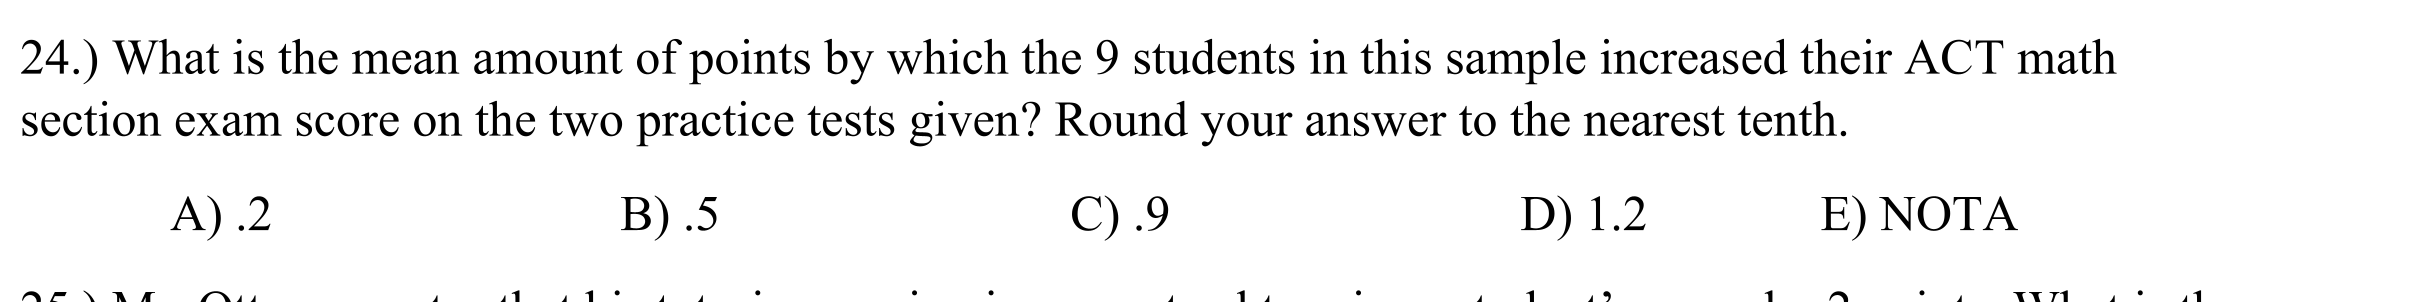 24.) What is the mean amount of points by which the 9 students in this sample increased their ACT math
section exam score on the two practice tests given? Round your answer to the nearest tenth.
A) .2 B) .5 C) .9 D) 1.2 E) NOTA